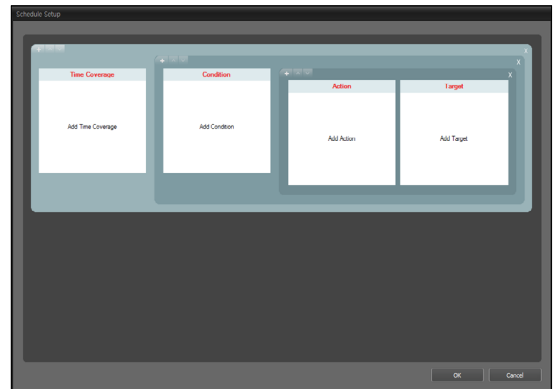 Schedule Setup
+ - -
X
+ - -
X
+ - -
X
Time Coverage
Condition
Action
Target
Add Time Coverage
Add Condition
Add Action
Add Target
OK
Cancel